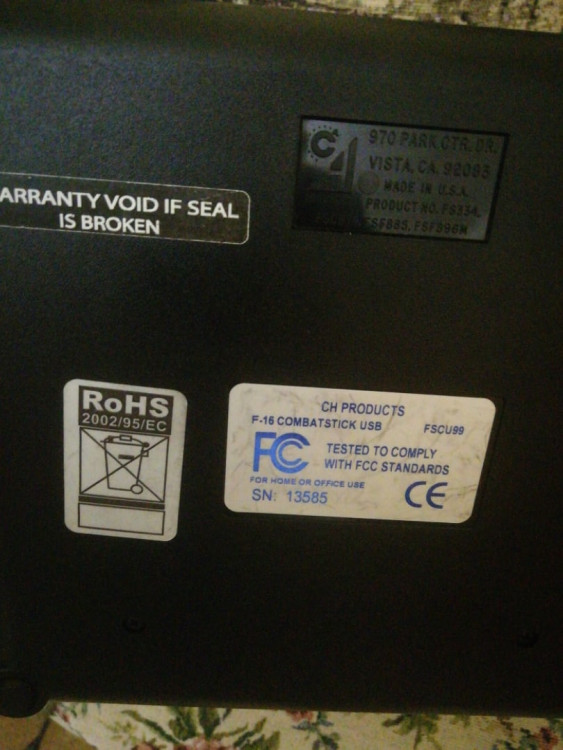 970 PARK CTR. DR.
VISTA, CA. 92083
MADE IN U.S.A.
PRODUCT NO. FS334,
FSF885, FSF896M
ARRANTY VOID IF SEAL
IS BROKEN
RoHS
2002/95/EC
CH PRODUCTS
F-16 COMBATSTICK USB FSCU99
FC
TESTED TO COMPLY
WITH FCC STANDARDS
FOR HOME OR OFFICE USE
SN: 13585
CE